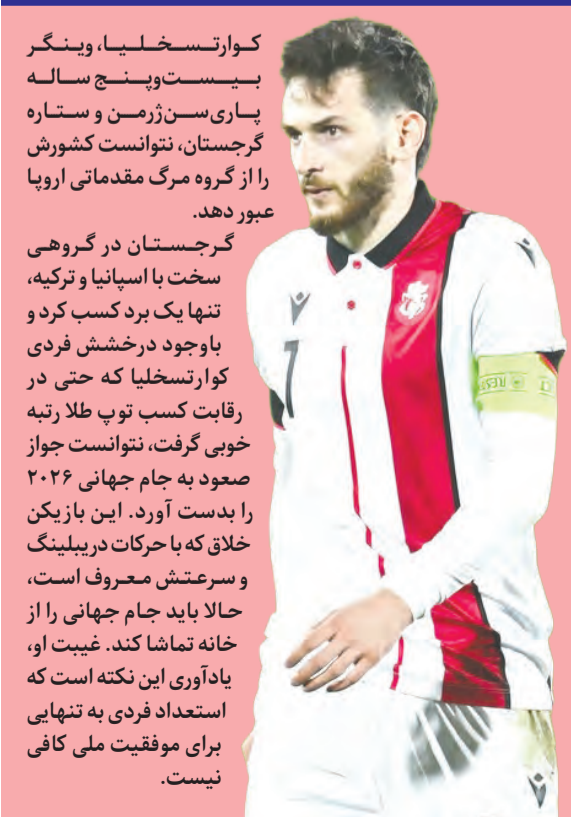 کوارتسخلیا، وینگر
بیست‌وپنج ساله
پاری‌سن‌ژرمن و ستاره
گرجستان، نتوانست کشورش
را از گروه مرگ مقدماتی اروپا
عبور دهد.
گرجستان در گروهی
سخت با اسپانیا و ترکیه،
تنها یک برد کسب کرد و
باوجود درخشش فردی
کوارتسخلیا که حتی در
رقابت کسب توپ طلا رتبه
خوبی گرفت، نتوانست جواز
صعود به جام جهانی ۲۰۲۶
را بدست آورد. این بازیکن
خلاق که با حرکات دریبلینگ
و سرعتش معروف است،
حالا باید جام جهانی را از
خانه تماشا کند. غیبت او،
یادآوری این نکته است که
استعداد فردی به تنهایی
برای موفقیت ملی کافی
نیست.
7